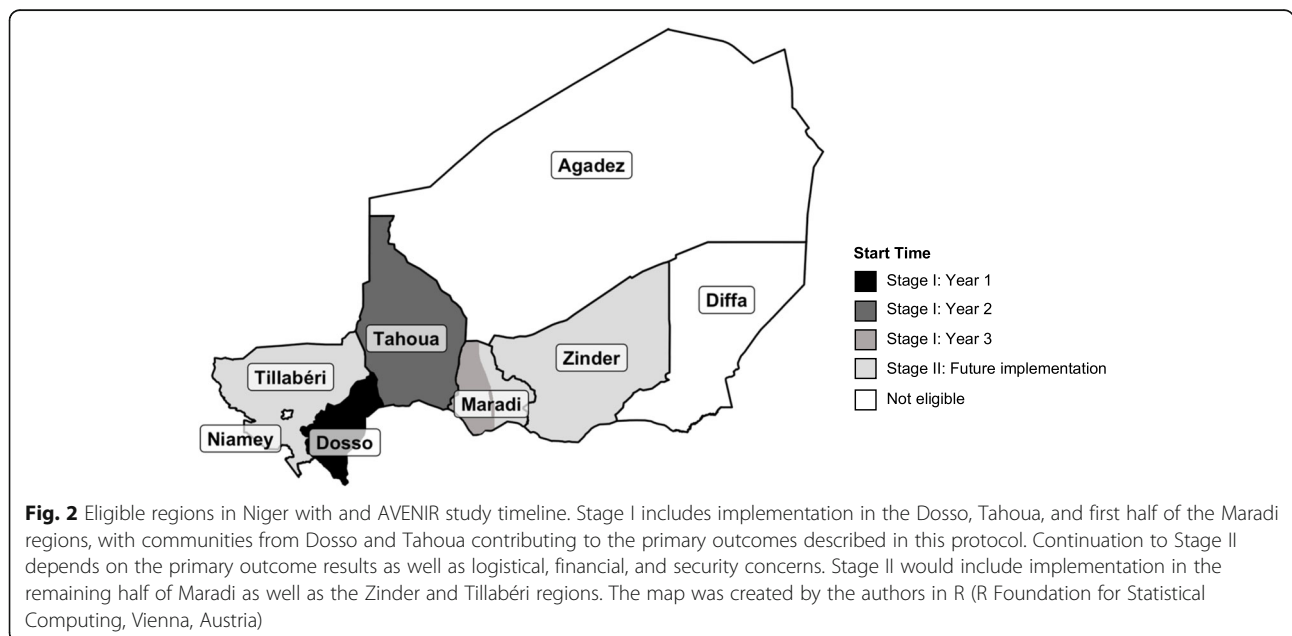 Agadez
Diffa
Tahoua
Zinder
Tillabéri
Maradi
Niamey
Dosso
Start Time
Stage I: Year 1
Stage I: Year 2
Stage I: Year 3
Stage II: Future implementation
Not eligible
Fig. 2 Eligible regions in Niger with and AVENIR study timeline. Stage I includes implementation in the Dosso, Tahoua, and first half of the Maradi
regions, with communities from Dosso and Tahoua contributing to the primary outcomes described in this protocol. Continuation to Stage II
depends on the primary outcome results as well as logistical, financial, and security concerns. Stage II would include implementation in the
remaining half of Maradi as well as the Zinder and Tillabéri regions. The map was created by the authors in R (R Foundation for Statistical
Computing, Vienna, Austria)